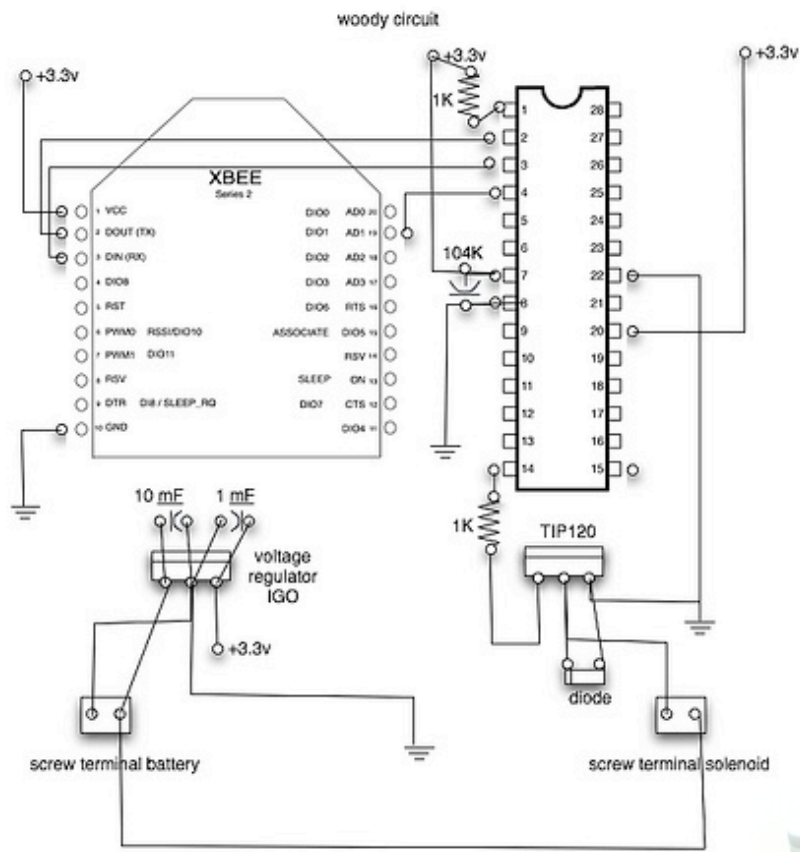 woody circuit
+3.3v
+3.3v
+3.3v
1K
XBEE
Series 2
1 VCC
2 DOUT (TX)
3 DIN (RX)
4 DIO8
5 RST
6 PWM0 RSSI/DIO10
7 PWM1 DIO11
8 RSV
9 DTR DI8 / SLEEP_RQ
10 GND
DIO0 AD0 20
DIO1 AD1 19
DIO2 AD2 18
DIO3 AD3 17
DIO6 RTS 16
ASSOCIATE DIO5 15
RSV 14
SLEEP ON 13
DIO7 CTS 12
DIO4 11
104K
1 28
2 27
3 26
4 25
5 24
6 23
7 22
8 21
9 20
10 19
11 18
12 17
13 16
14 15
10 mF 1 mF
voltage
regulator
IGO
+3.3v
1K
TIP120
diode
screw terminal battery
screw terminal solenoid